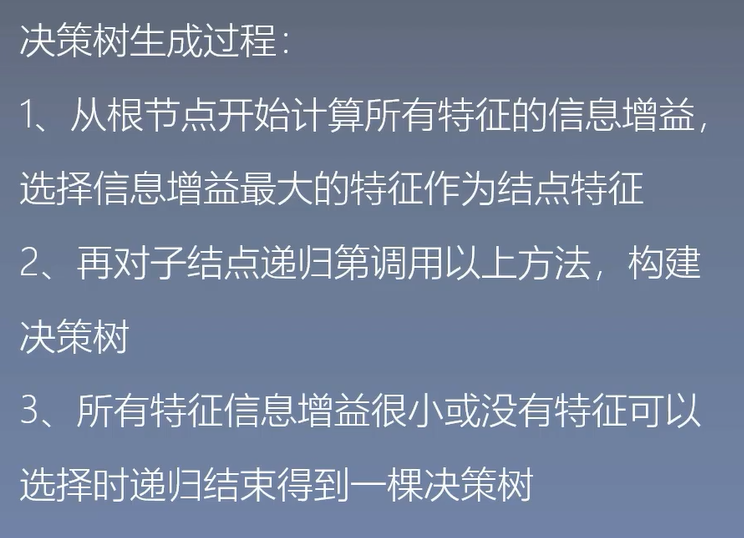 决策树生成过程：
1、从根节点开始计算所有特征的信息增益，
选择信息增益最大的特征作为结点特征
2、再对子结点递归第调用以上方法，构建
决策树
3、所有特征信息增益很小或没有特征可以
选择时递归结束得到一棵决策树